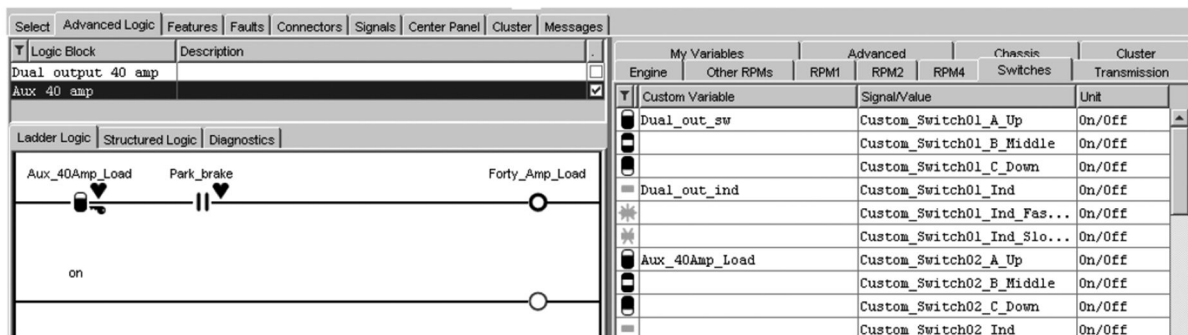 Select Advanced Logic Features Faults Connectors Signals Center Panel Cluster Messages
Logic Block Description .
Dual output 40 amp
Aux 40 amp
Ladder Logic Structured Logic Diagnostics
Aux_40Amp_Load Park_brake Forty_Amp_Load
on
My Variables Advanced Chassis Cluster
Engine Other RPMs RPM1 RPM2 RPM4 Switches Transmission
Custom Variable Signal/Value Unit
Dual_out_sw Custom_Switch01_A_Up On/Off
Custom_Switch01_B_Middle On/Off
Custom_Switch01_C_Down On/Off
Dual_out_ind Custom_Switch01_Ind On/Off
Custom_Switch01_Ind_Fas... On/Off
Custom_Switch01_Ind_Slo... On/Off
Aux_40Amp_Load Custom_Switch02_A_Up On/Off
Custom_Switch02_B_Middle On/Off
Custom_Switch02_C_Down On/Off
Custom_Switch02_Ind On/Off